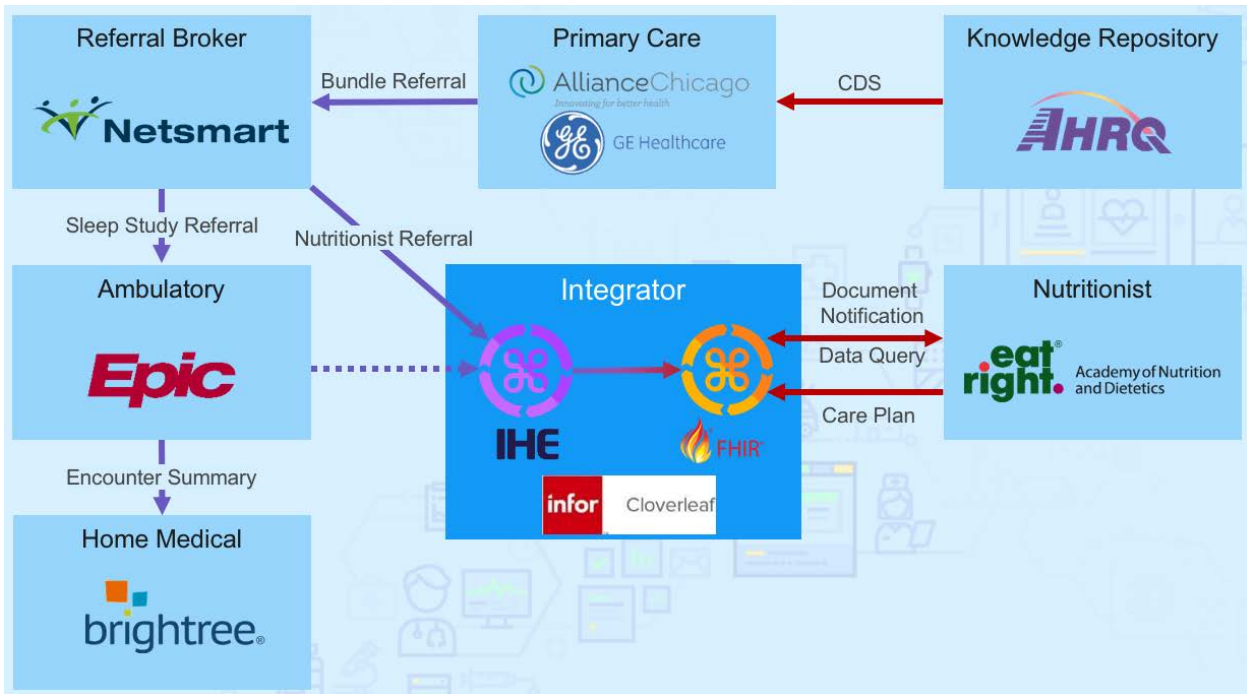 Referral Broker
Netsmart
Bundle Referral
Primary Care
AllianceChicago
Innovating for better health
GE Healthcare
CDS
Knowledge Repository
AHRQ
Sleep Study Referral
Nutritionist Referral
Ambulatory
Epic
Integrator
IHE
FHIR
infor
Cloverleaf
Document
Notification
Data Query
Care Plan
Nutritionist
eat
right.
®
Academy of Nutrition
and Dietetics
Encounter Summary
Home Medical
brightree®